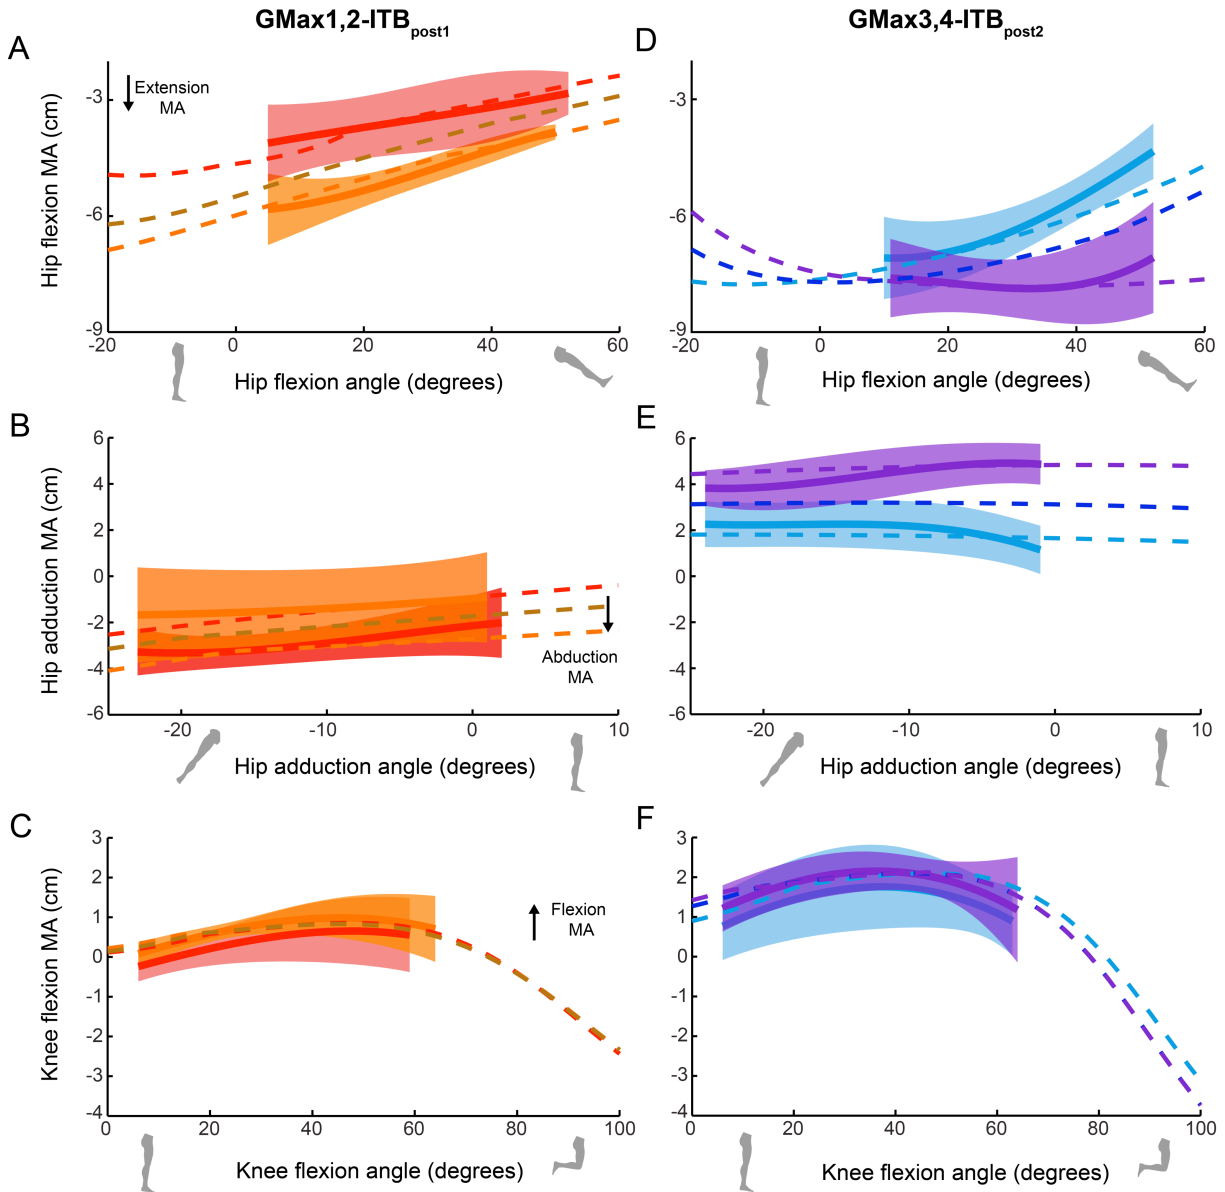 GMax1,2-ITBpost1
GMax3,4-ITBpost2
A
Extension
MA
Hip flexion MA (cm)
-3
-6
-9
-20
0
20
40
60
Hip flexion angle (degrees)
D
-3
-6
-9
-20
0
20
40
60
Hip flexion angle (degrees)
B
Hip adduction MA (cm)
6
4
2
0
-2
-4
-6
Abduction
MA
-20
-10
0
10
Hip adduction angle (degrees)
E
6
4
2
0
-2
-4
-6
-20
-10
0
10
Hip adduction angle (degrees)
C
Knee flexion MA (cm)
3
2
1
0
-1
-2
-3
-4
Flexion
MA
0
20
40
60
80
100
Knee flexion angle (degrees)
F
3
2
1
0
-1
-2
-3
-4
0
20
40
60
80
100
Knee flexion angle (degrees)